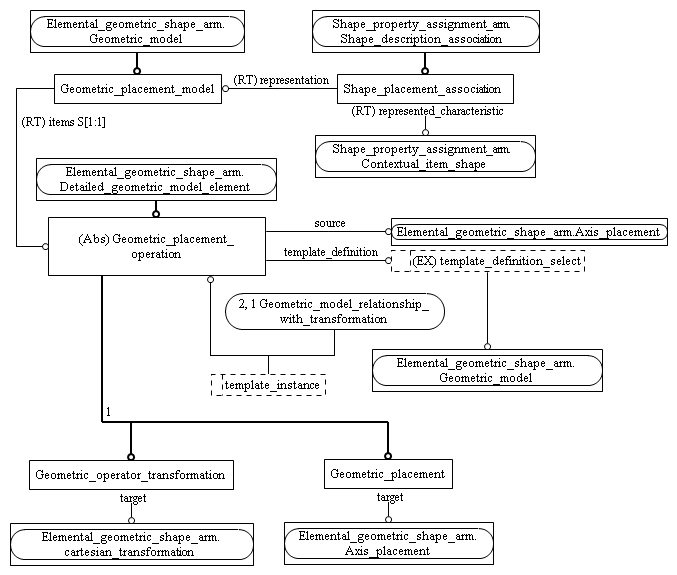 Elemental_geometric_shape_arm.
Geometric_model
Shape_property_assignment_arm.
Shape_description_association
Geometric_placement_model
(RT) representation
Shape_placement_association
(RT) represented_characteristic
(RT) items S[1:1]
Shape_property_assignment_arm.
Contextual_item_shape
Elemental_geometric_shape_arm.
Detailed_geometric_model_element
(Abs) Geometric_placement_
operation
source
Elemental_geometric_shape_arm.Axis_placement
template_definition
(EX) template_definition_select
2, 1 Geometric_model_relationship_
with_transformation
template_instance
Elemental_geometric_shape_arm.
Geometric_model
1
Geometric_operator_transformation
Geometric_placement
target
target
Elemental_geometric_shape_arm.
cartesian_transformation
Elemental_geometric_shape_arm.
Axis_placement